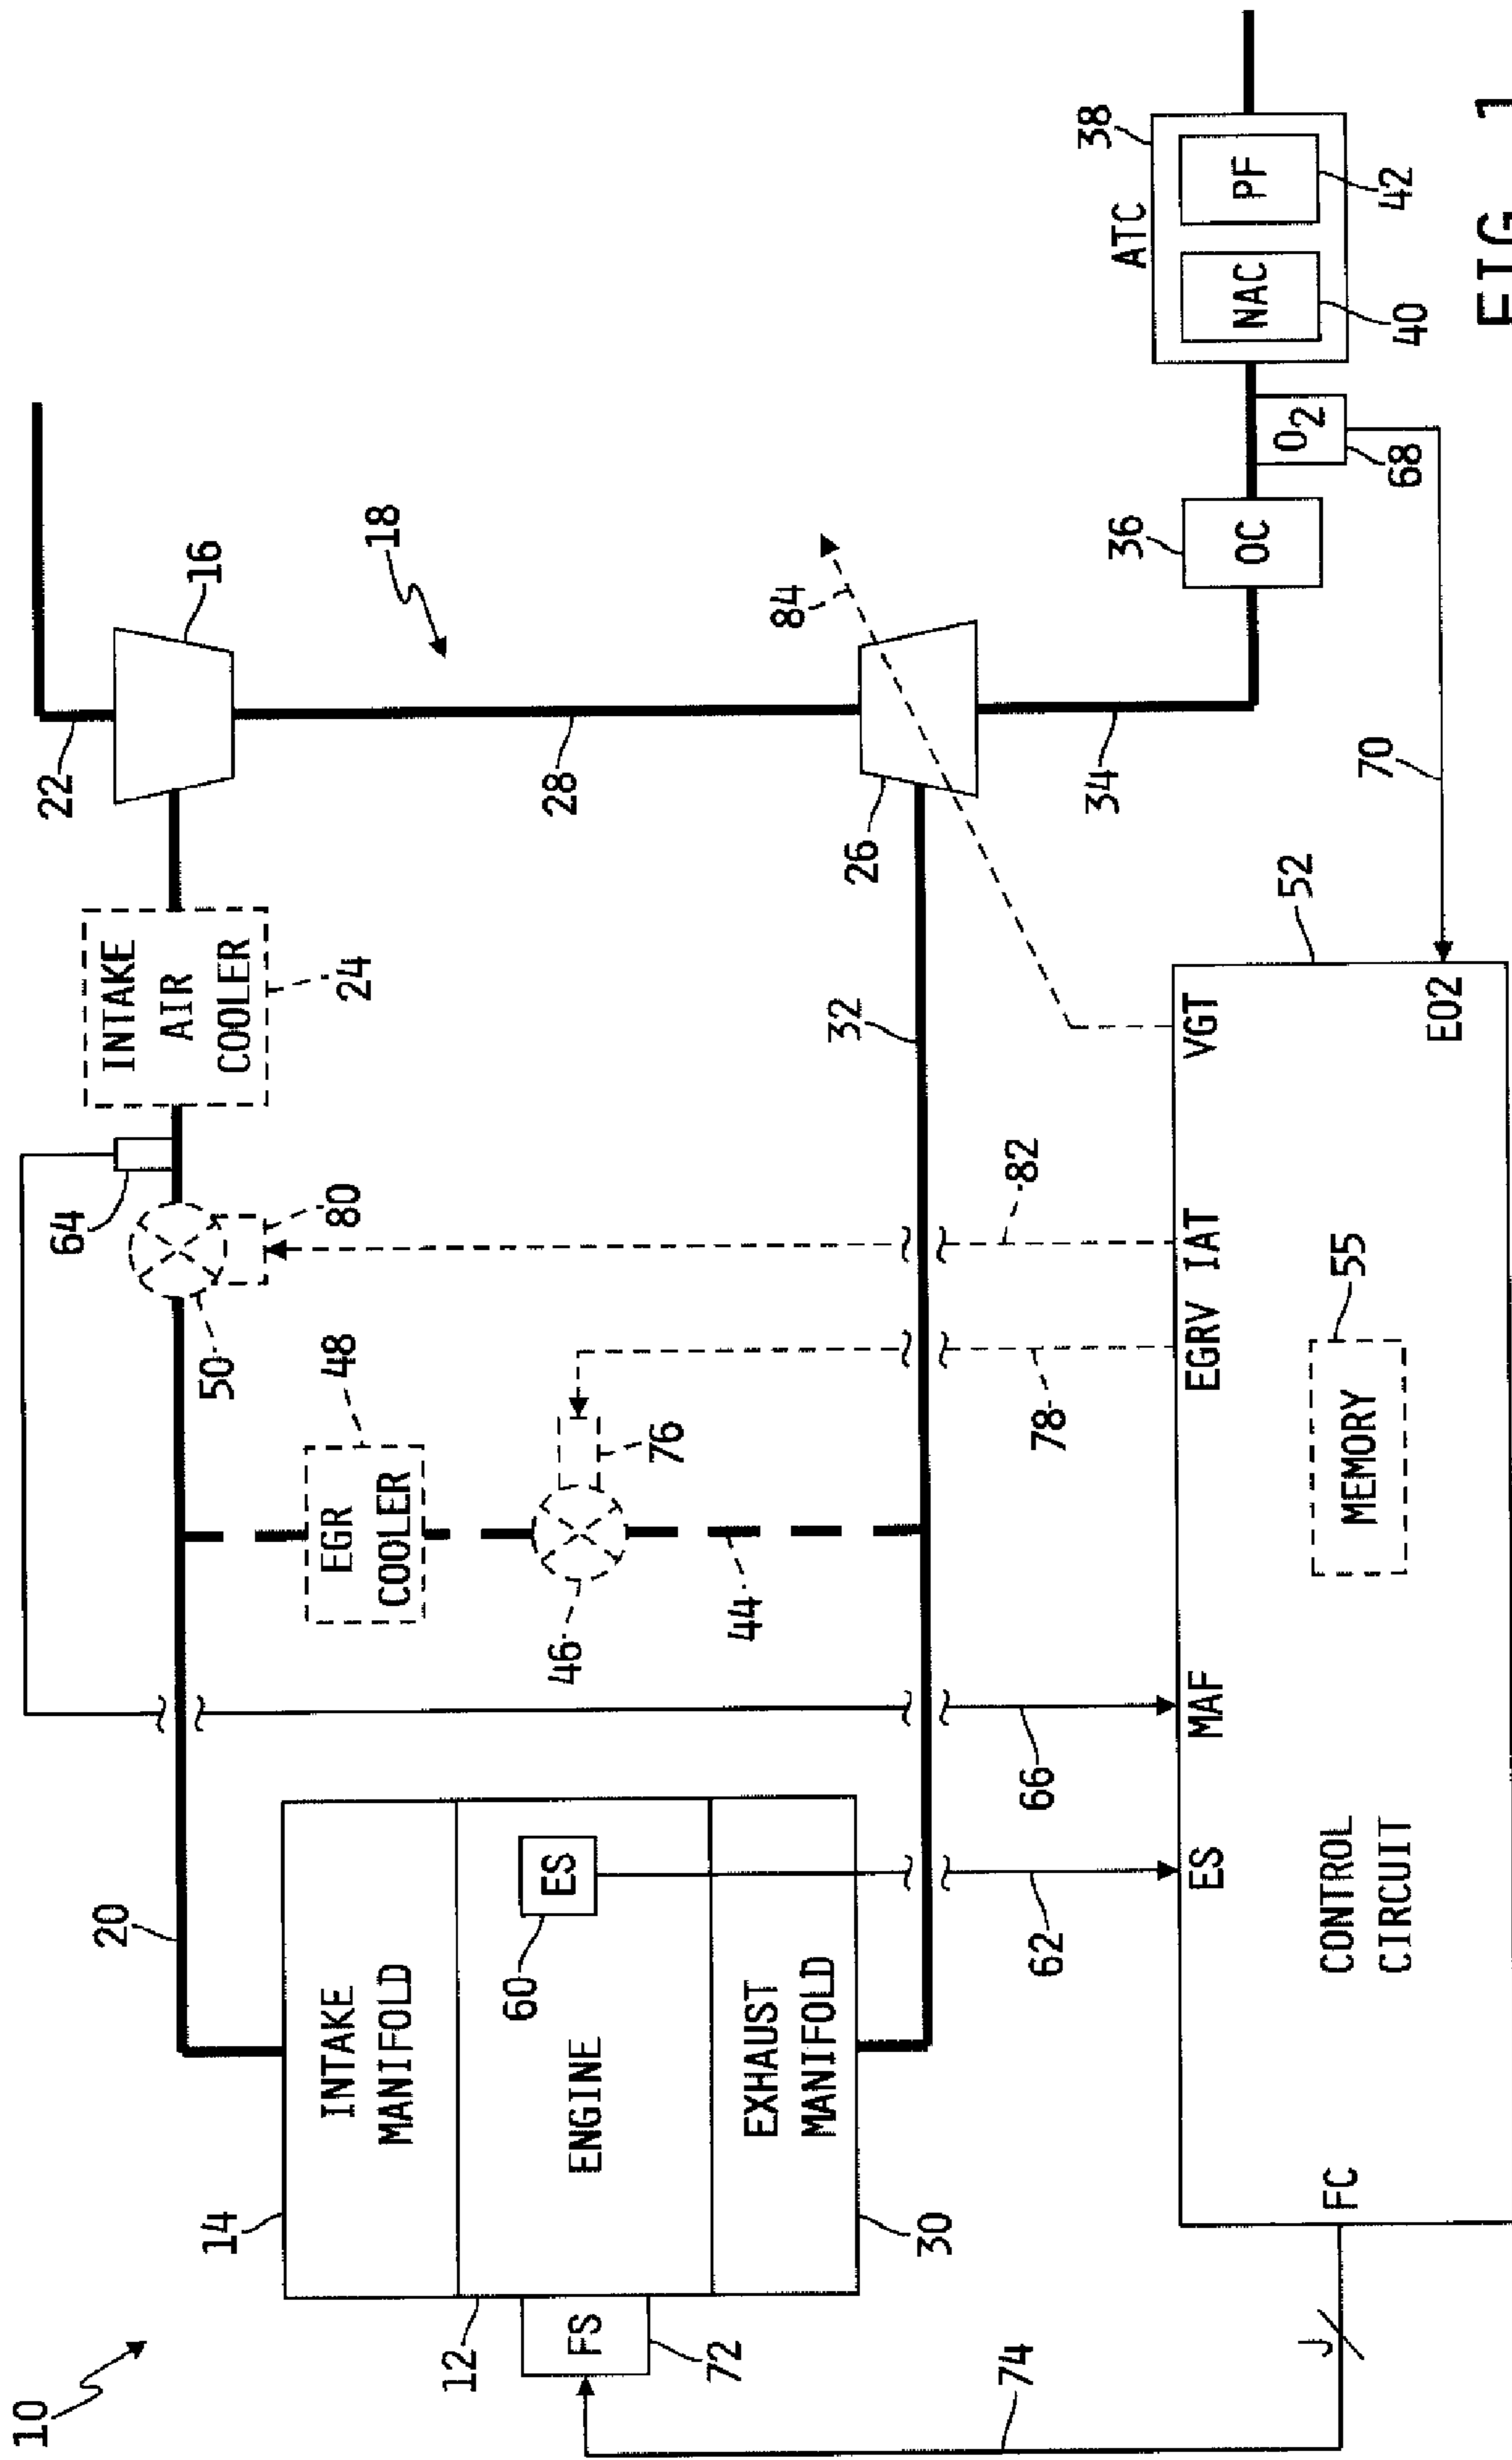 10
22
16
18
INTAKE
AIR
COOLER
24
64
80
50
20
28
84
EGR
COOLER
48
76
46
44
26
32
34
36
OC
O2
68
ATC
38
NAC
PF
40
42
14
INTAKE
MANIFOLD
12
ENGINE
ES
60
EXHAUST
MANIFOLD
30
FS
72
74
J
62
66
78
82
70
52
FC
ES
MAF
EGRV
IAT
VGT
EO2
CONTROL
CIRCUIT
MEMORY
55
FIG. 1